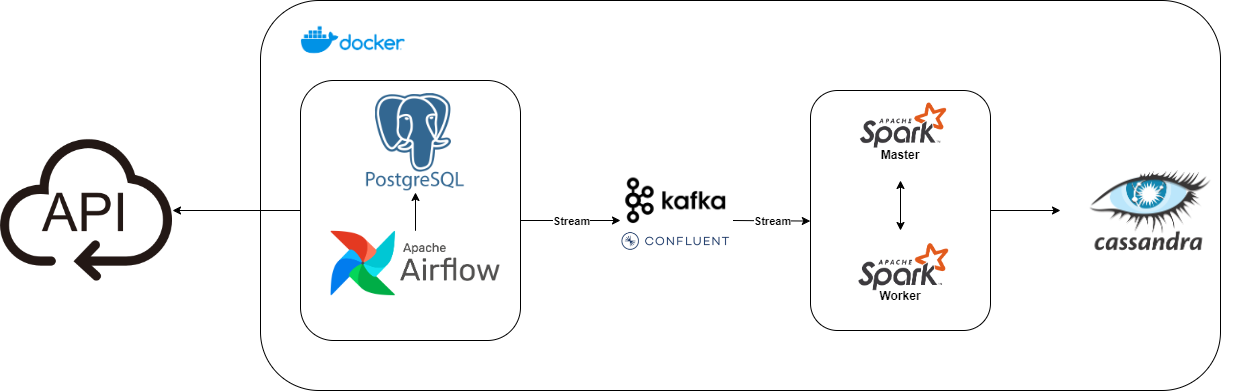 docker
API
PostgreSQL
Apache
Airflow
Stream
kafka
CONFLUENT
Stream
APACHE
Spark
Master
APACHE
Spark
Worker
cassandra